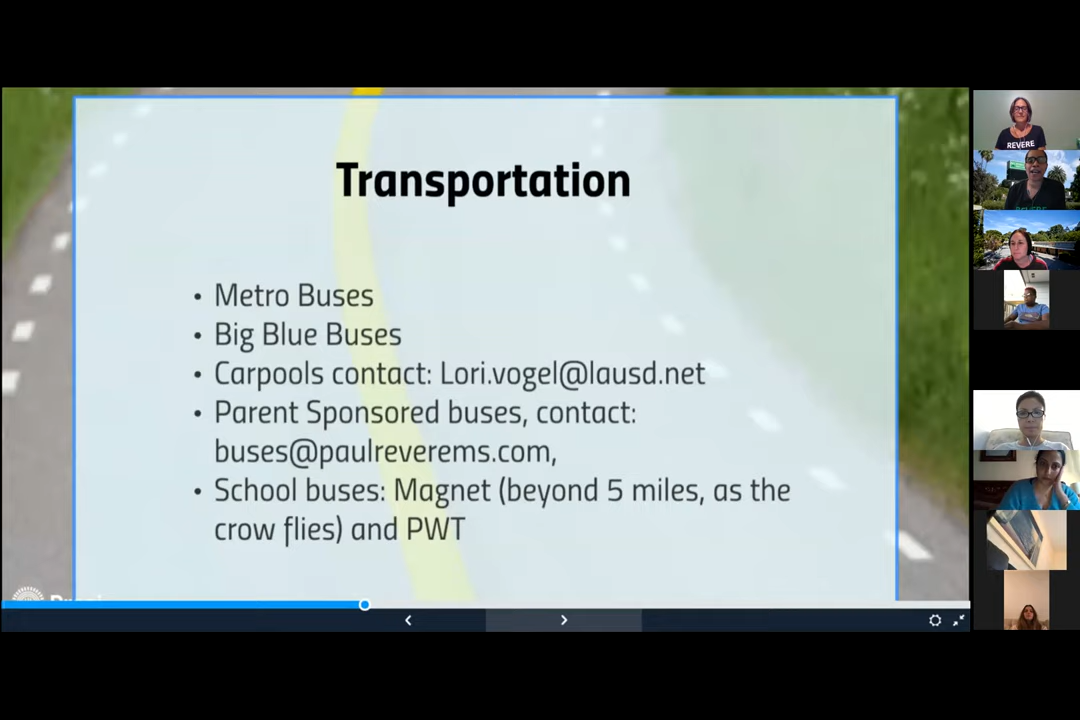 Transportation
• Metro Buses
• Big Blue Buses
• Carpools contact: Lori.vogel@lausd.net
• Parent Sponsored buses, contact:
buses@paulreverems.com,
• School buses: Magnet (beyond 5 miles, as the
crow flies) and PWT
REVERE